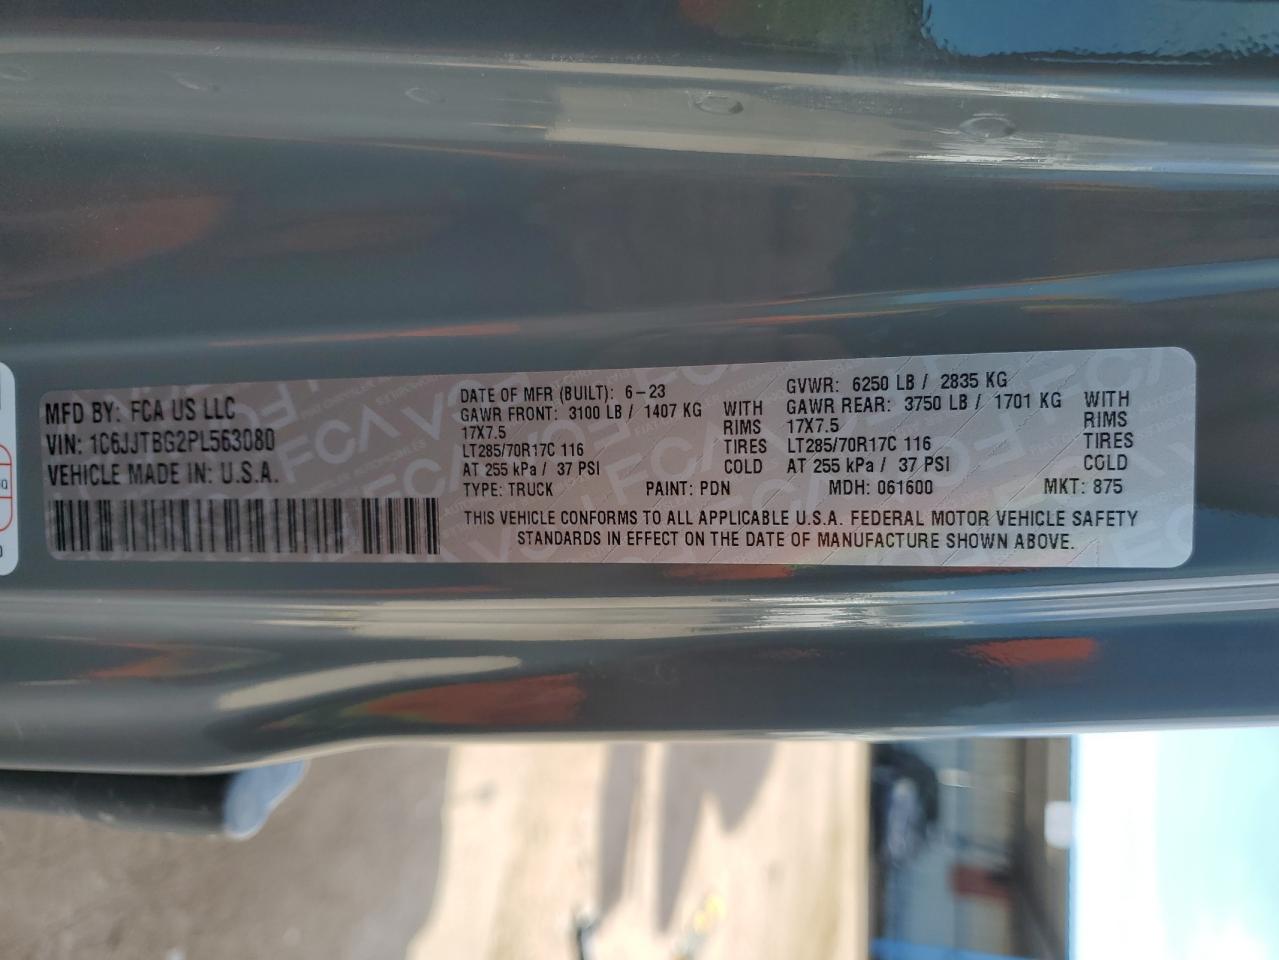 MFD BY: FCA US LLC
VIN: 1C6JJTBG2PL563080
VEHICLE MADE IN: U.S.A.
DATE OF MFR (BUILT): 6-23
GAWR FRONT: 3100 LB / 1407 KG WITH
17X7.5 RIMS
LT285/70R17C 116 TIRES
AT 255 kPa / 37 PSI COLD
TYPE: TRUCK PAINT: PDN
GVWR: 6250 LB / 2835 KG
GAWR REAR: 3750 LB / 1701 KG WITH
17X7.5 RIMS
LT285/70R17C 116 TIRES
AT 255 kPa / 37 PSI COLD
MDH: 061600 MKT: 875
THIS VEHICLE CONFORMS TO ALL APPLICABLE U.S.A. FEDERAL MOTOR VEHICLE SAFETY
STANDARDS IN EFFECT ON THE DATE OF MANUFACTURE SHOWN ABOVE.